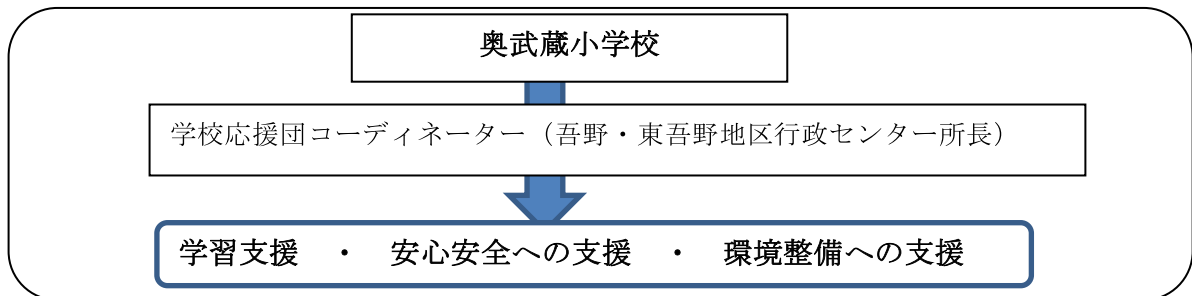 奥武蔵小学校
学校応援団コーディネーター（吾野・東吾野地区行政センター所長）
学習支援　・　安心安全への支援　・　環境整備への支援